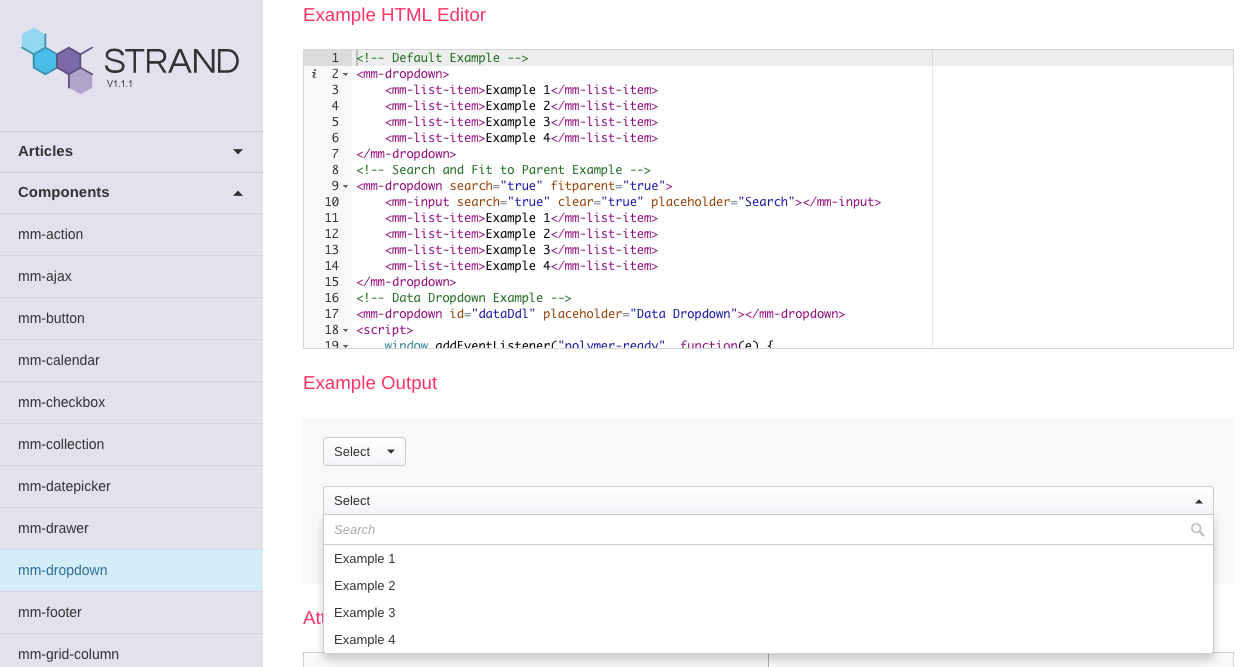 STRAND
V1.1.1
Articles
Components
mm-action
mm-ajax
mm-button
mm-calendar
mm-checkbox
mm-collection
mm-datepicker
mm-drawer
mm-dropdown
mm-footer
mm-grid-column
Example HTML Editor
1 <!-- Default Example -->
i 2 <mm-dropdown>
3 <mm-list-item>Example 1</mm-list-item>
4 <mm-list-item>Example 2</mm-list-item>
5 <mm-list-item>Example 3</mm-list-item>
6 <mm-list-item>Example 4</mm-list-item>
7 </mm-dropdown>
8 <!-- Search and Fit to Parent Example -->
9 <mm-dropdown search="true" fitparent="true">
10 <mm-input search="true" clear="true" placeholder="Search"></mm-input>
11 <mm-list-item>Example 1</mm-list-item>
12 <mm-list-item>Example 2</mm-list-item>
13 <mm-list-item>Example 3</mm-list-item>
14 <mm-list-item>Example 4</mm-list-item>
15 </mm-dropdown>
16 <!-- Data Dropdown Example -->
17 <mm-dropdown id="dataDdl" placeholder="Data Dropdown"></mm-dropdown>
18 <script>
19 window.addEventListener("polymer-ready", function(e) {
Example Output
Select
Select
Search
Example 1
Example 2
Example 3
Example 4